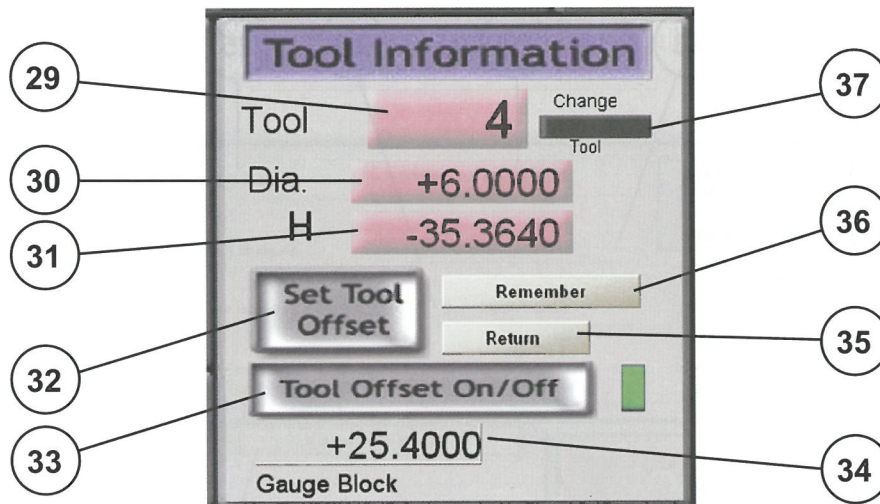 Tool Information
29
37
Tool 4 Change
Tool
30
Dia. +6.0000
36
H -35.3640
31
Set Tool
Offset
Remember
Return
35
32
Tool Offset On/Off
33
+25.4000
34
Gauge Block